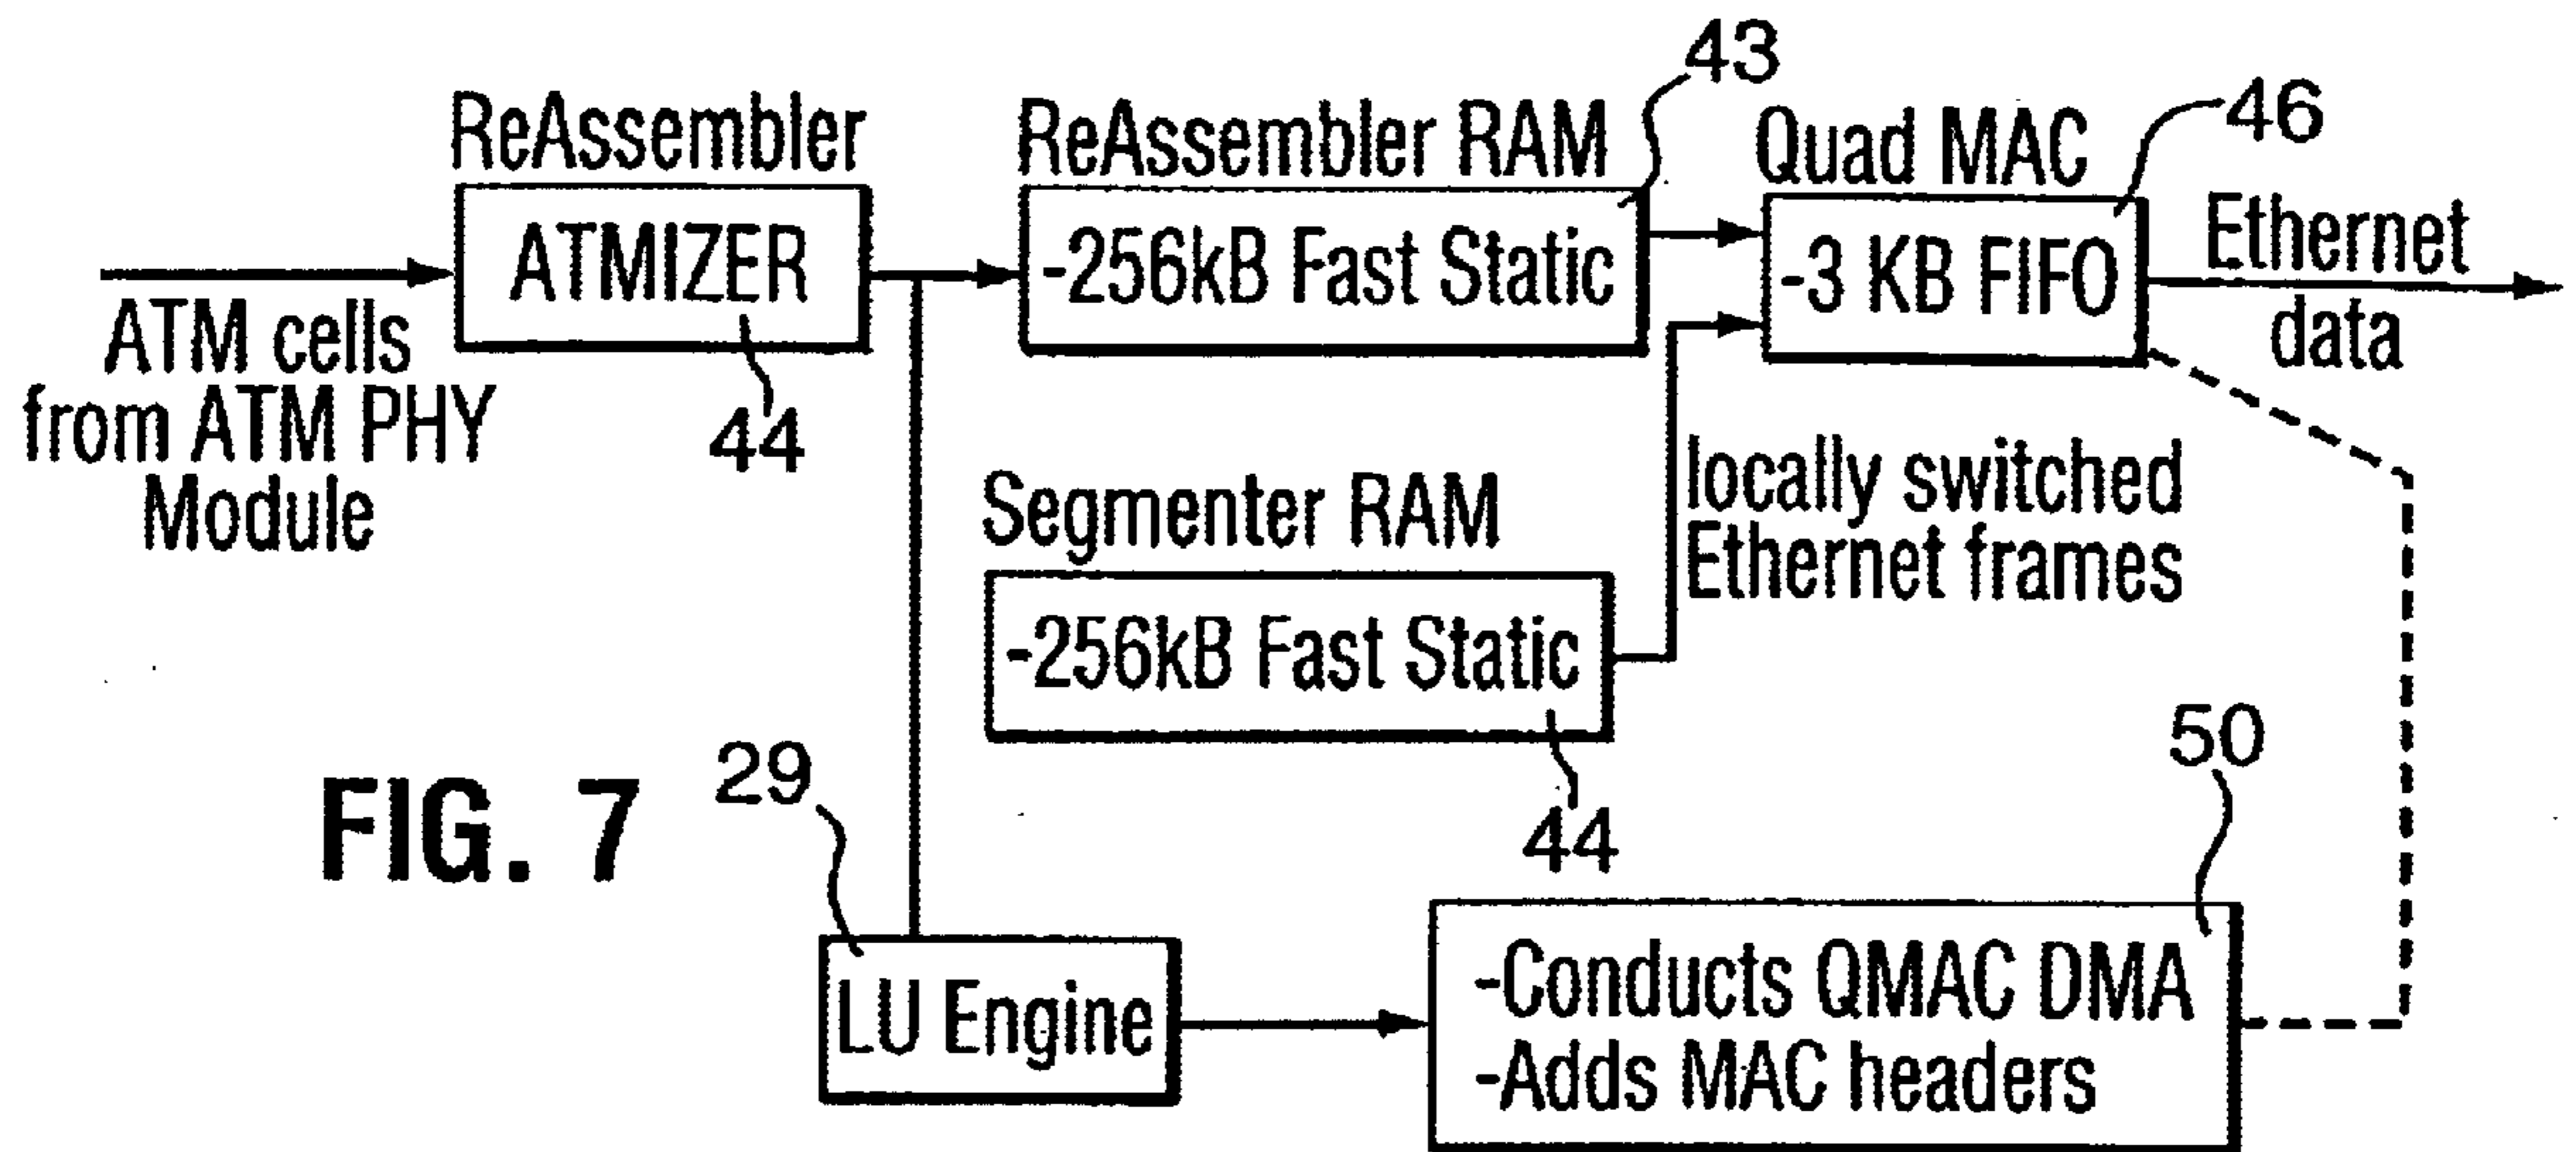 43
ReAssembler
ReAssembler RAM
Quad MAC
46
ATMIZER
-256kB Fast Static
-3 KB FIFO
Ethernet
data
ATM cells
from ATM PHY
Module
44
locally switched
Ethernet frames
Segmenter RAM
-256kB Fast Static
44
FIG. 7
29
50
LU Engine
-Conducts QMAC DMA
-Adds MAC headers